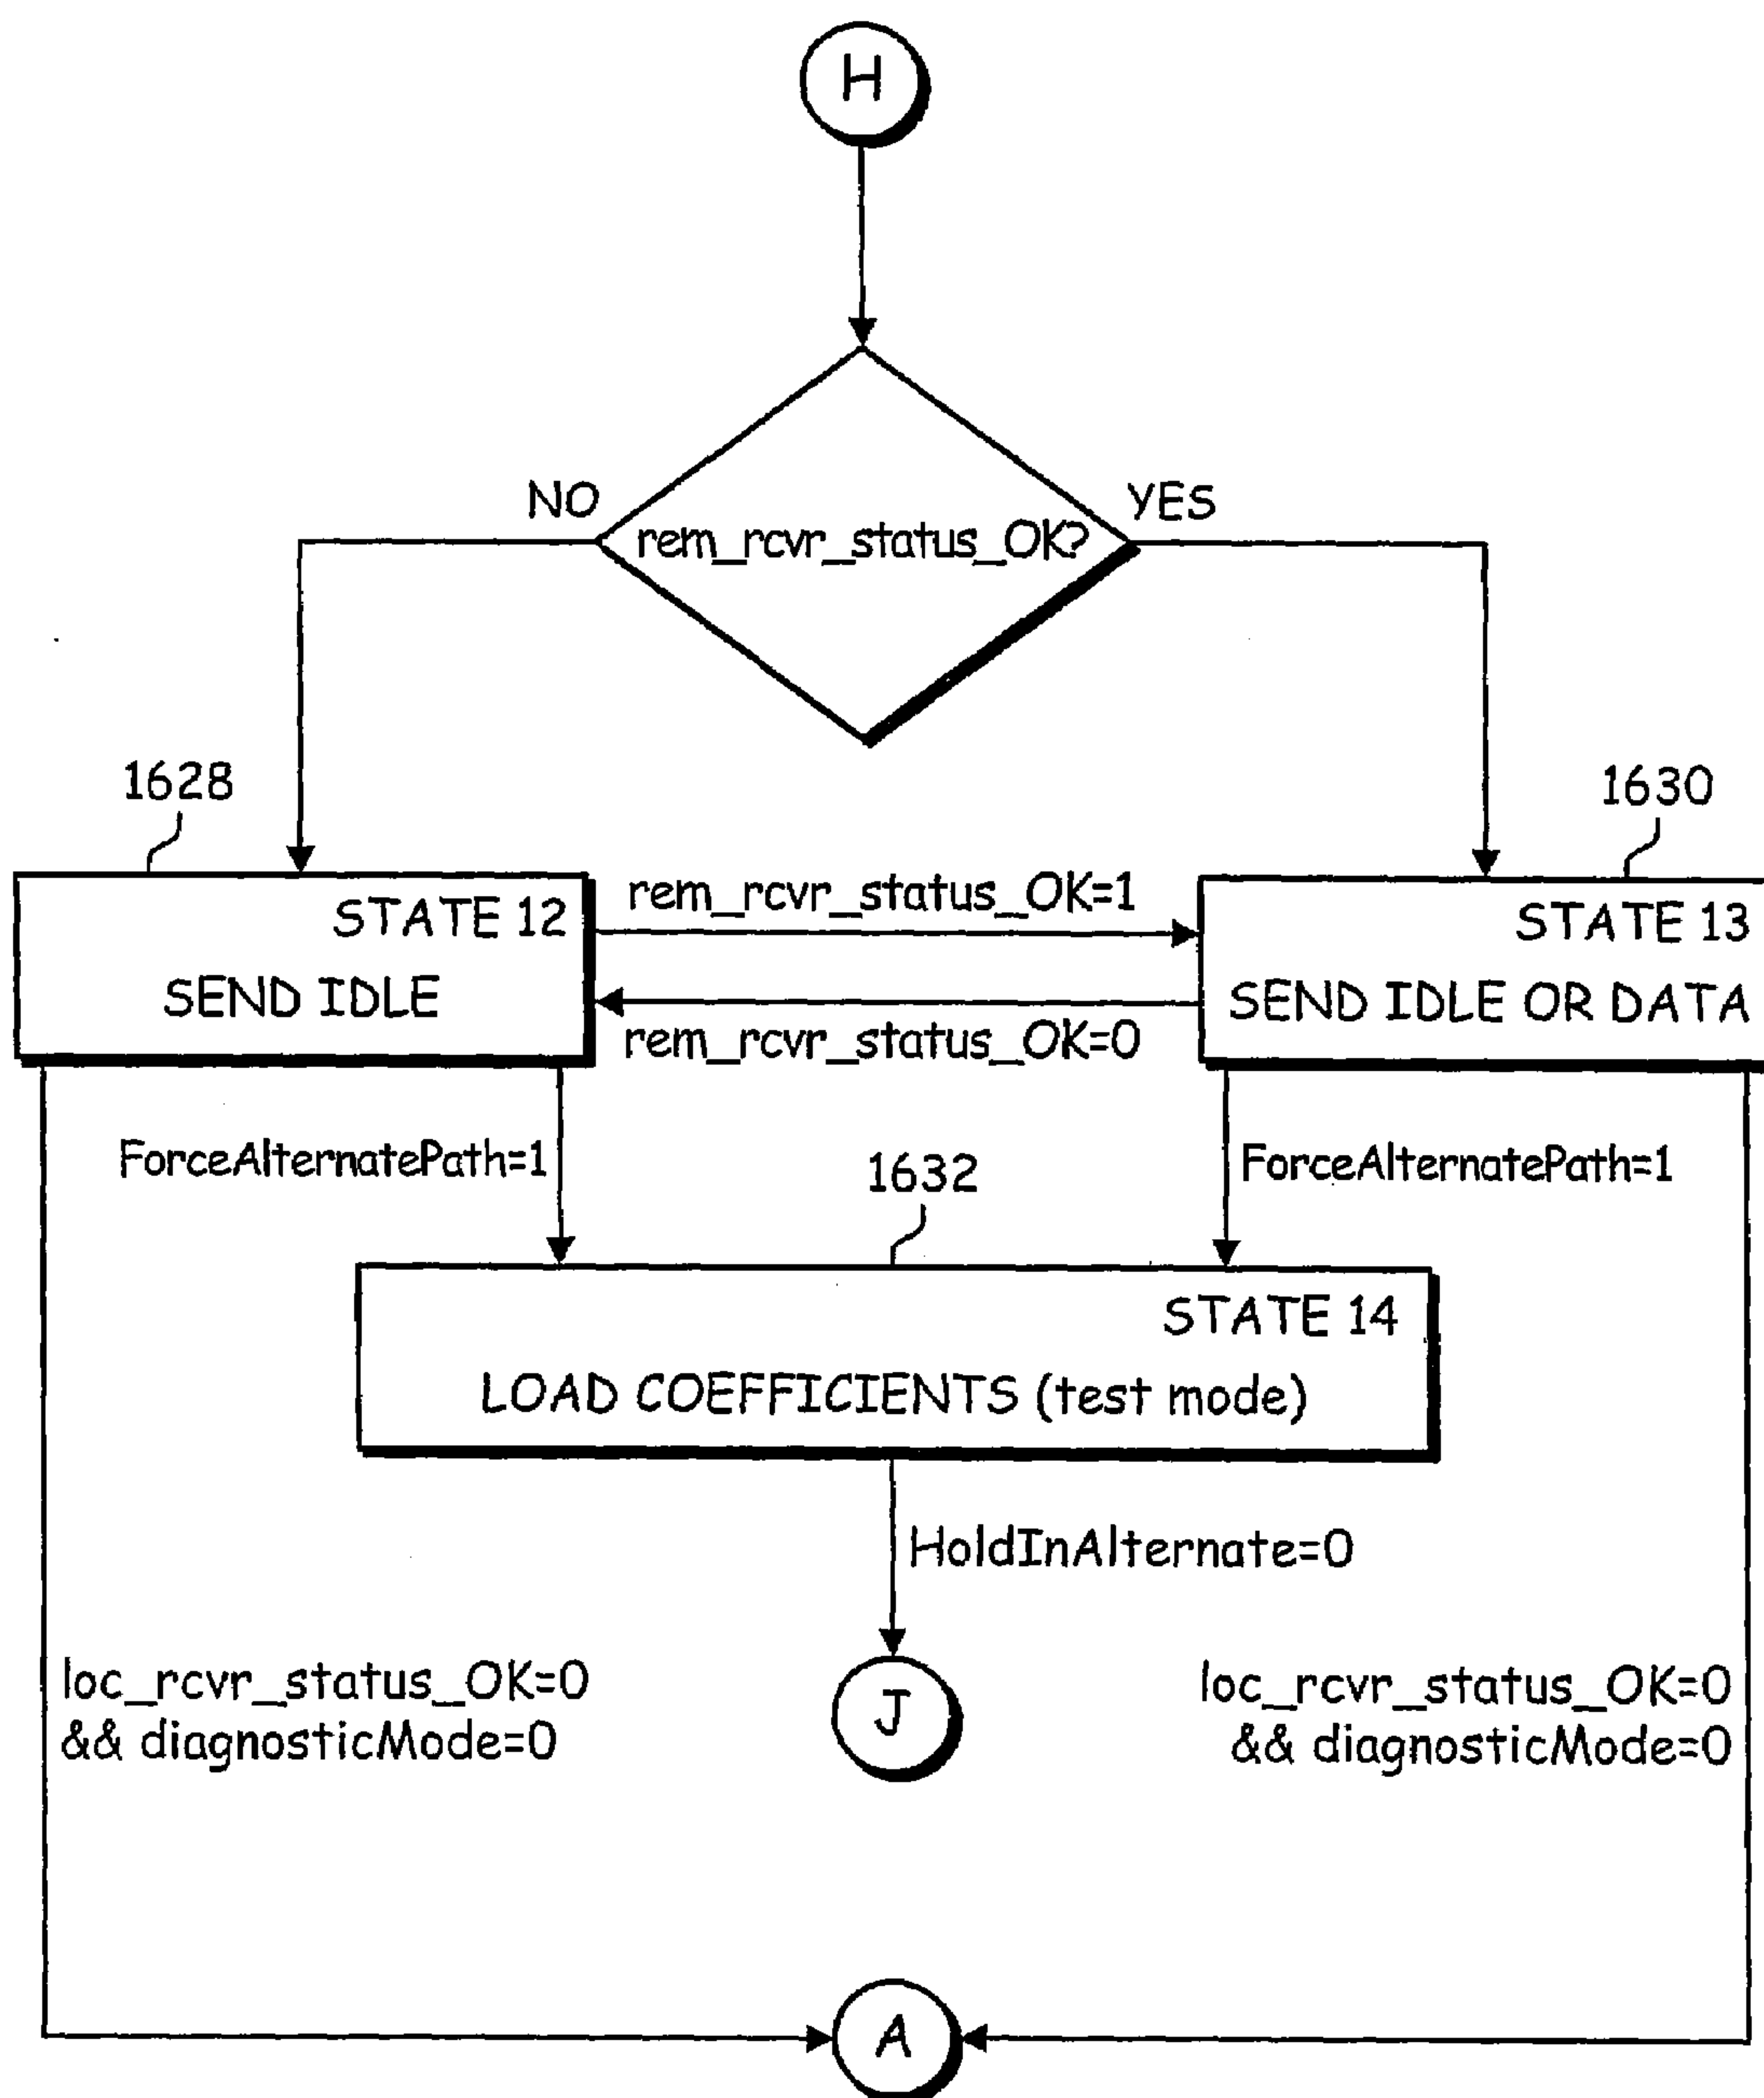 H
NO
YES
rem_rcvr_status_OK?
1628
1630
STATE 12
SEND IDLE
rem_rcvr_status_OK=1
rem_rcvr_status_OK=0
STATE 13
SEND IDLE OR DATA
ForceAlternatePath=1
ForceAlternatePath=1
1632
STATE 14
LOAD COEFFICIENTS (test mode)
HoldInAlternate=0
J
loc_rcvr_status_OK=0
&& diagnosticMode=0
loc_rcvr_status_OK=0
&& diagnosticMode=0
A